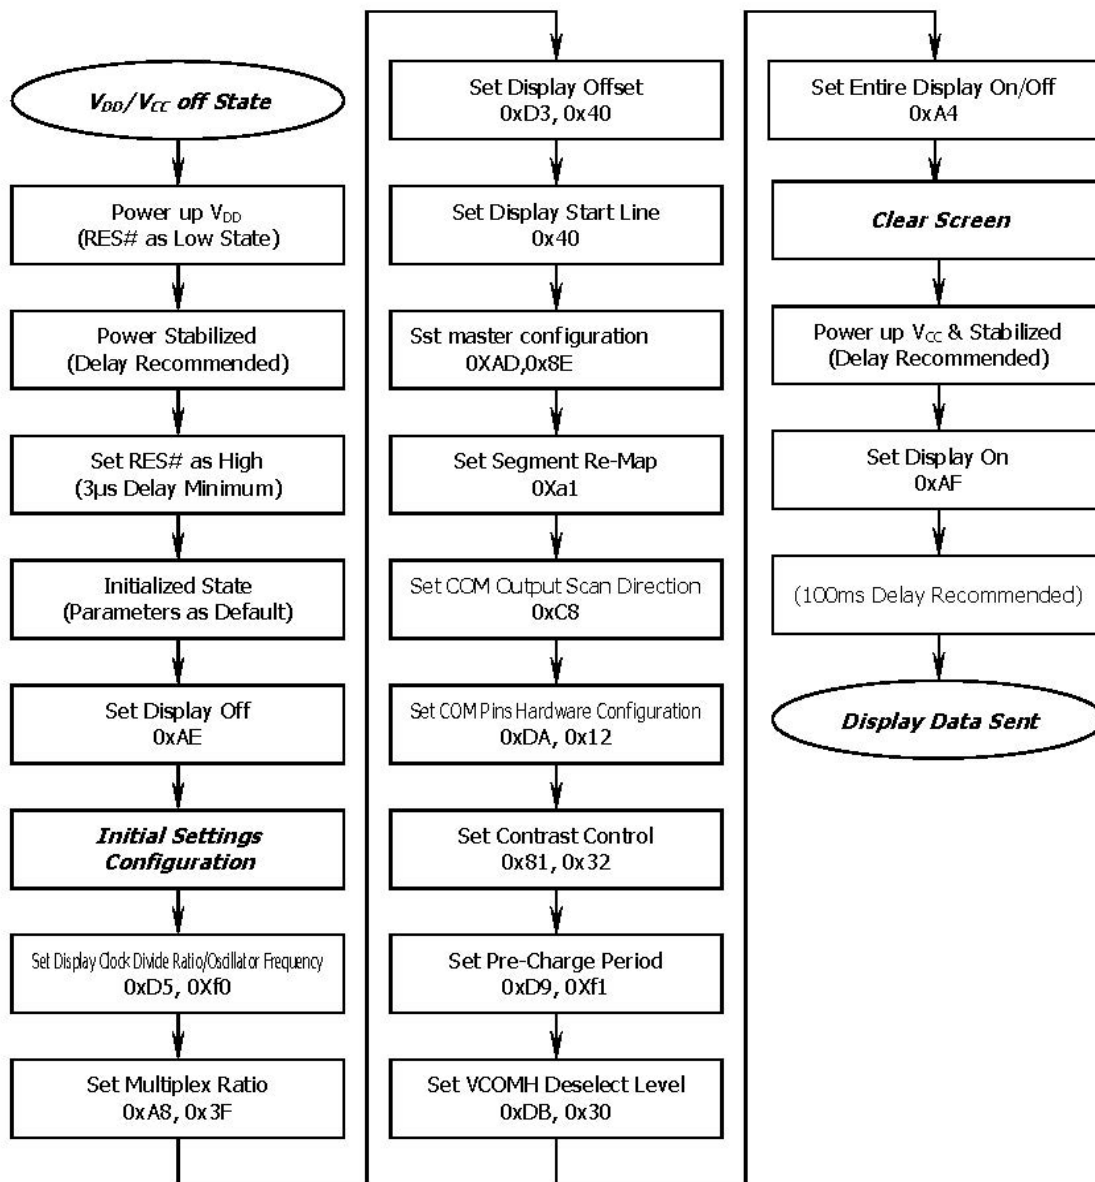 VDD/VCC off State
Power up VDD
(RES# as Low State)
Power Stabilized
(Delay Recommended)
Set RES# as High
(3µs Delay Minimum)
Initialized State
(Parameters as Default)
Set Display Off
0xAE
Initial Settings
Configuration
Set Display Clock Divide Ratio/Oscillator Frequency
0xD5, 0Xf0
Set Multiplex Ratio
0xA8, 0x3F
Set Display Offset
0xD3, 0x40
Set Display Start Line
0x40
Sst master configuration
0XAD,0x8E
Set Segment Re-Map
0Xa1
Set COM Output Scan Direction
0xC8
Set COM Pins Hardware Configuration
0xDA, 0x12
Set Contrast Control
0x81, 0x32
Set Pre-Charge Period
0xD9, 0Xf1
Set VCOMH Deselect Level
0xDB, 0x30
Set Entire Display On/Off
0xA4
Clear Screen
Power up VCC & Stabilized
(Delay Recommended)
Set Display On
0xAF
(100ms Delay Recommended)
Display Data Sent